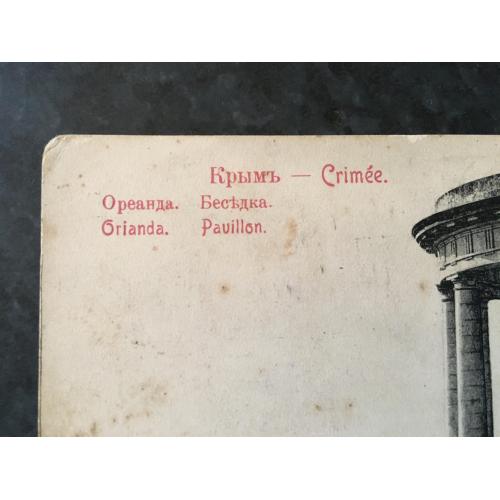 Крымъ — Crimée.
Ореанда. Бесѣдка.
Orianda. Pavillon.